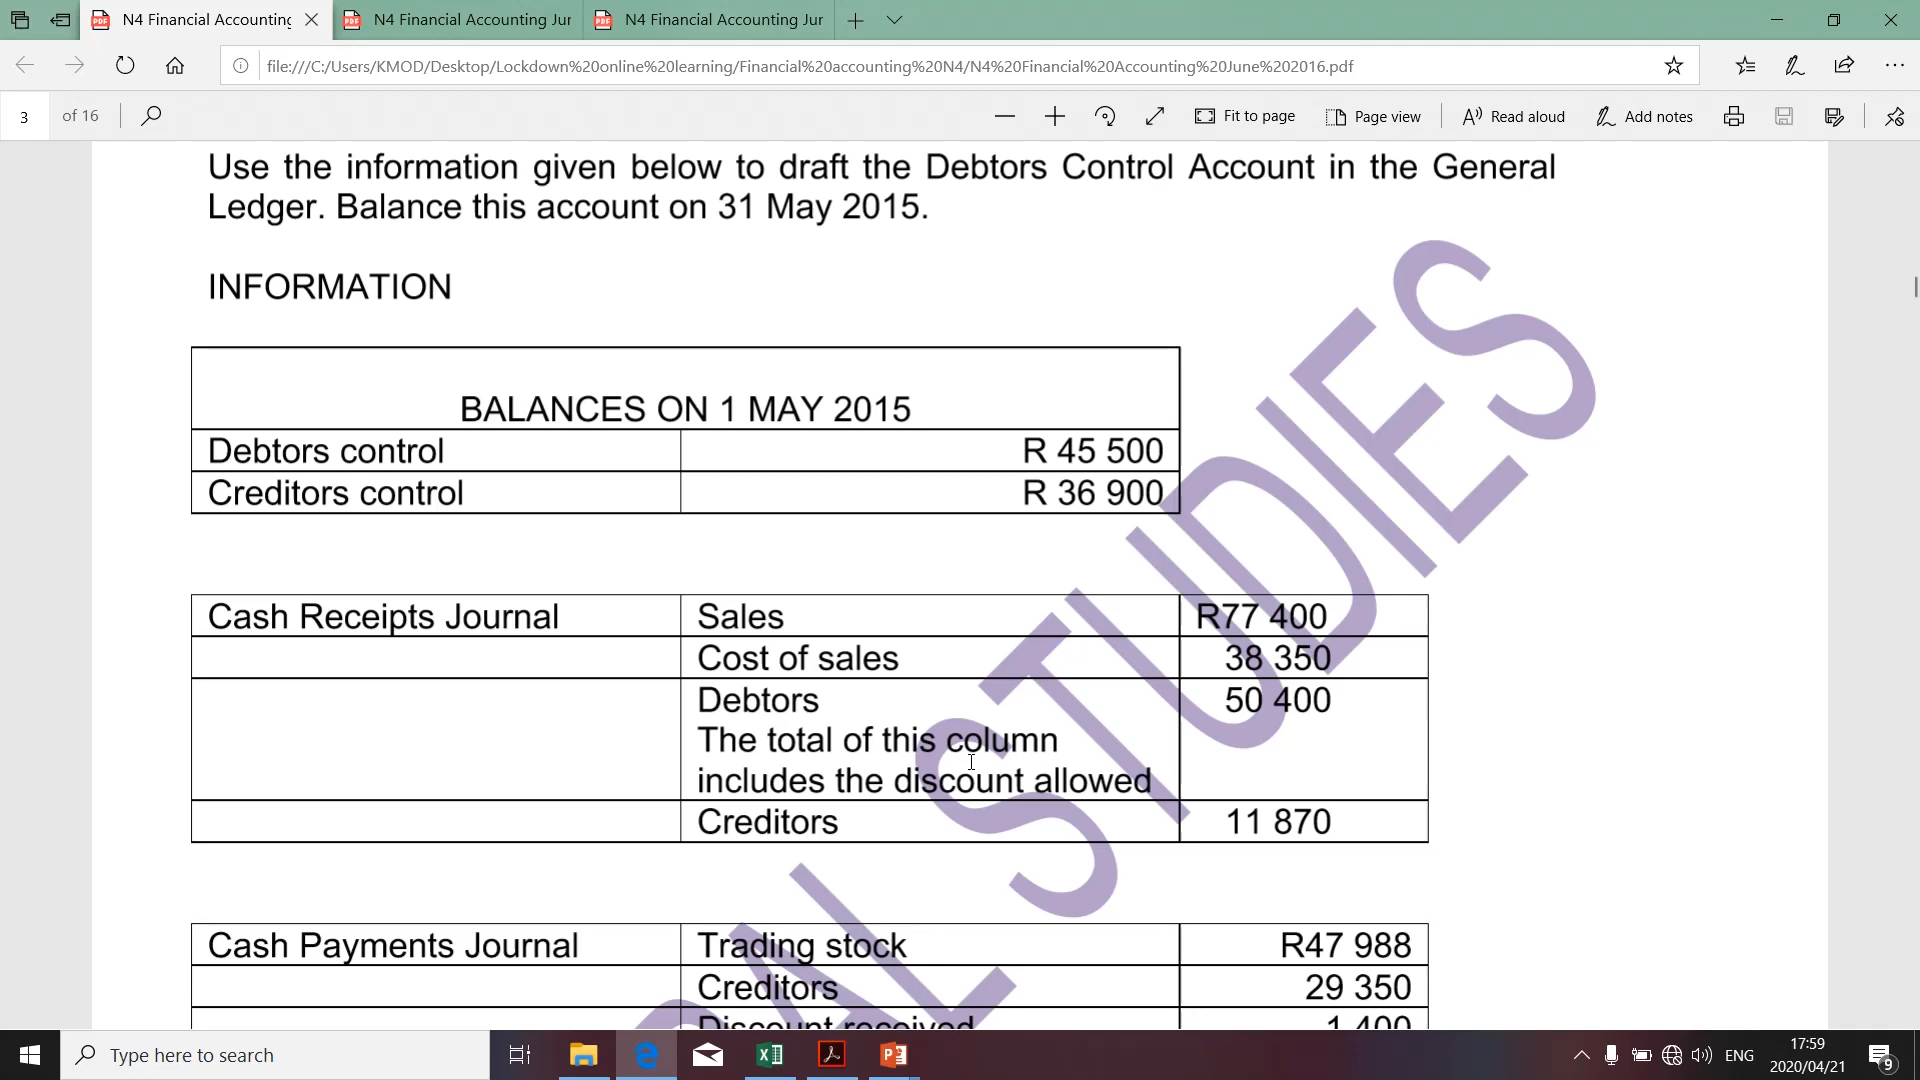 N4 Financial Accounting
N4 Financial Accounting Jur
N4 Financial Accounting Jur
file:///C:/Users/KMOD/Desktop/Lockdown%20online%20learning/Financial%20accounting%20N4/N4%20Financial%20Accounting%20June%202016.pdf
3 of 16
Fit to page
Page view
Read aloud
Add notes
Use the information given below to draft the Debtors Control Account in the General
Ledger. Balance this account on 31 May 2015.
INFORMATION
BALANCES ON 1 MAY 2015
Debtors control R 45 500
Creditors control R 36 900
Cash Receipts Journal Sales R77 400
Cost of sales 38 350
Debtors 50 400
The total of this column
includes the discount allowed
Creditors 11 870
Cash Payments Journal Trading stock R47 988
Creditors 29 350
Discount received 1 400
STUDIES
Type here to search
ENG
17:59
2020/04/21
9